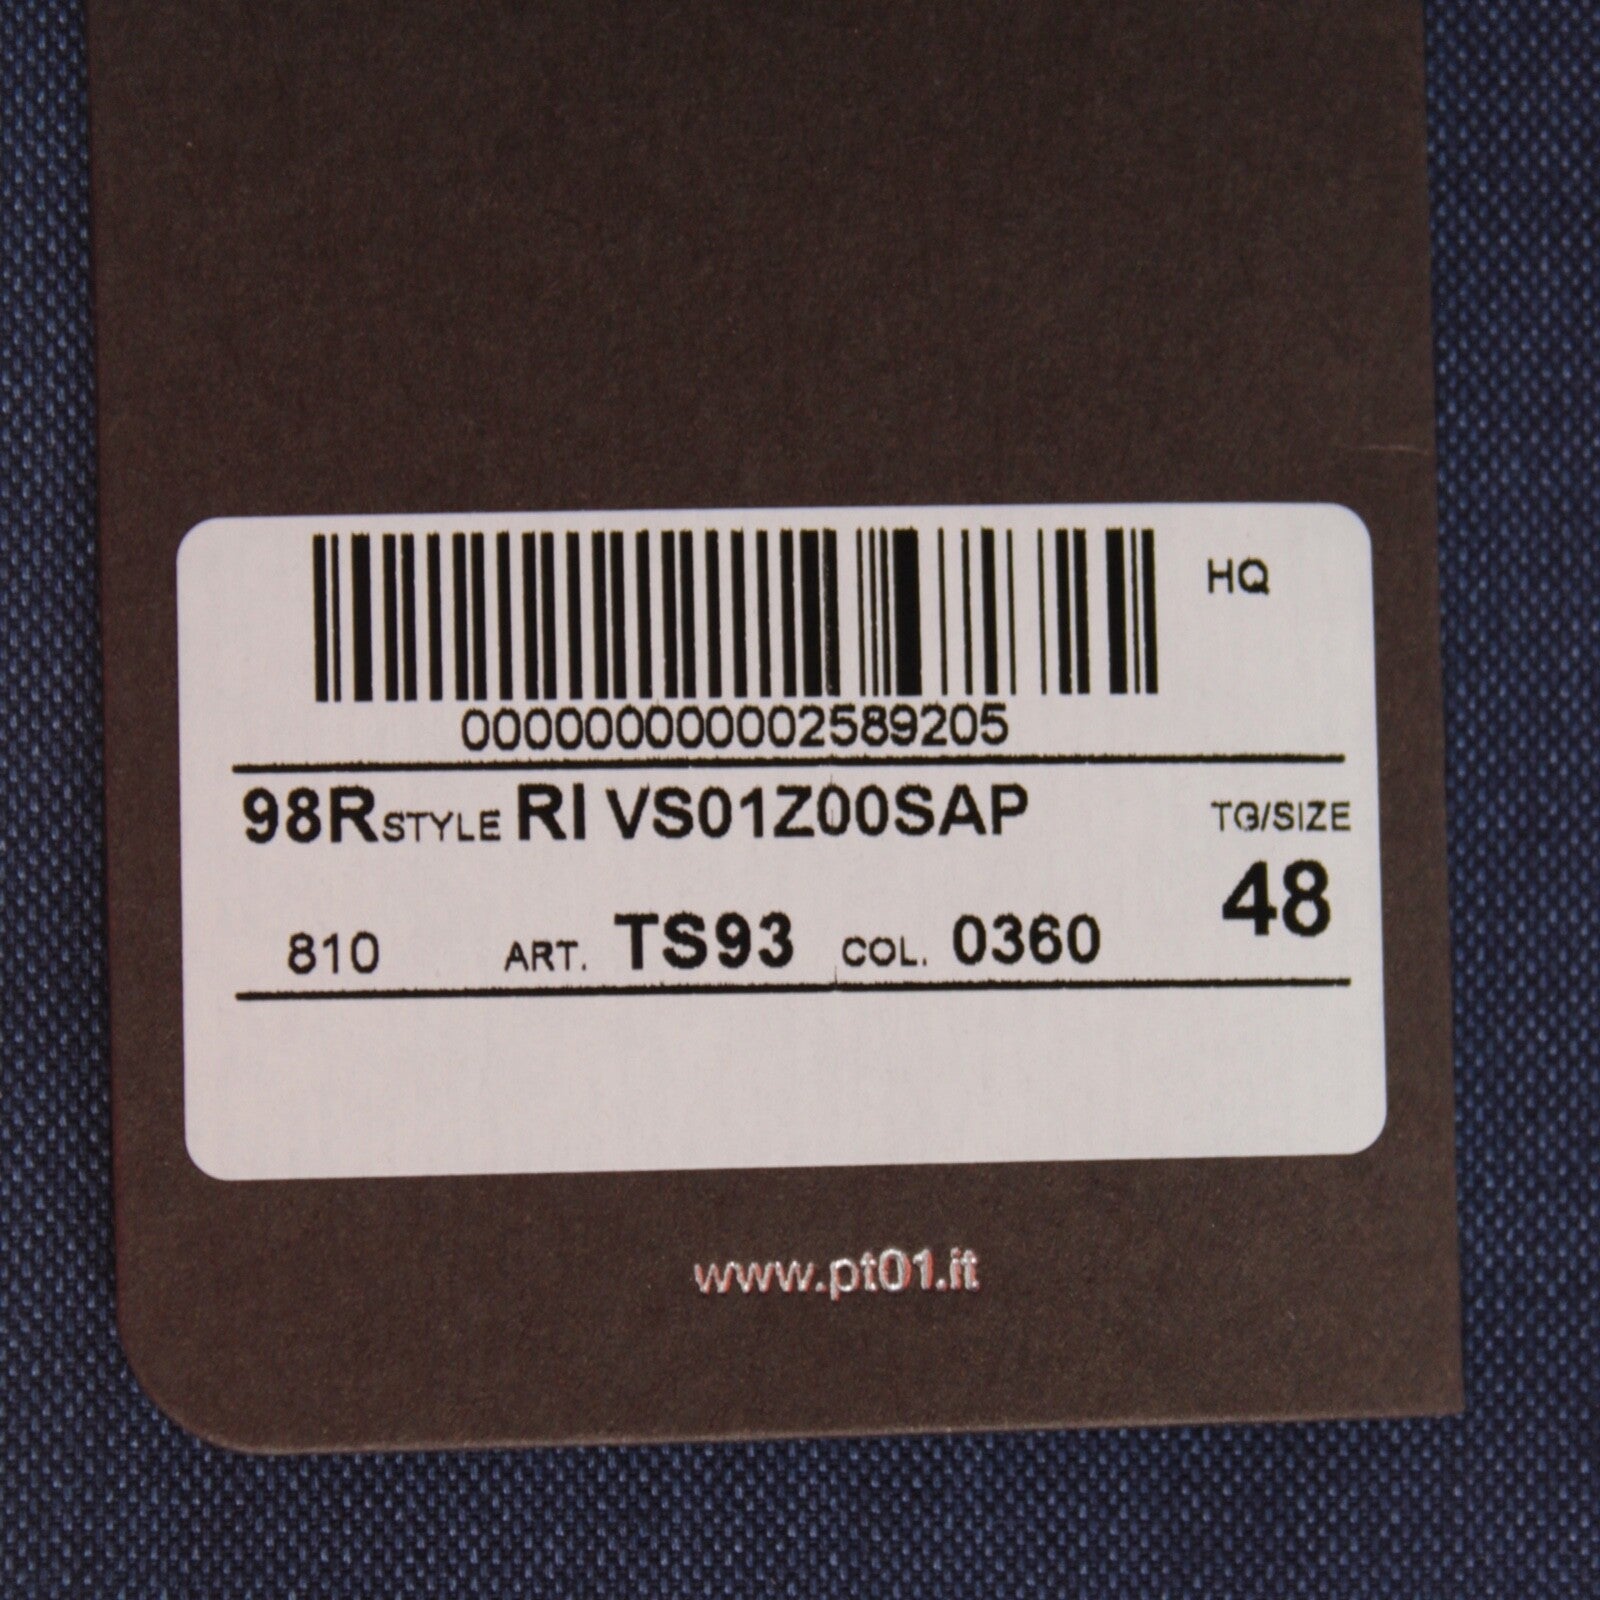 HQ
000000000002589205
98R STYLE RI VS01Z00SAP TG/SIZE
48
810 ART. TS93 COL. 0360
www.pt01.it